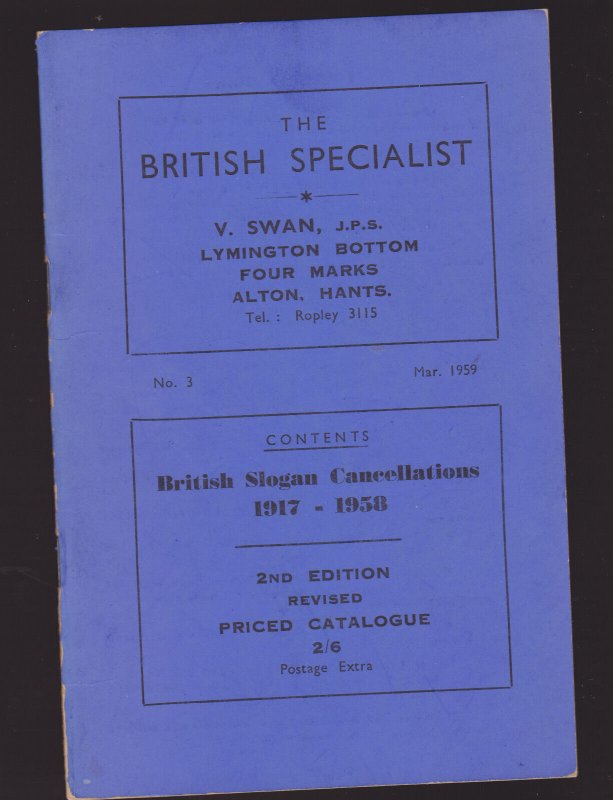 THE
BRITISH SPECIALIST
V. SWAN, J.P.S.
LYMINGTON BOTTOM
FOUR MARKS
ALTON, HANTS.
Tel. : Ropley 3115
No. 3
Mar. 1959
CONTENTS
British Slogan Cancellations
1917 - 1958
2ND EDITION
REVISED
PRICED CATALOGUE
2/6
Postage Extra